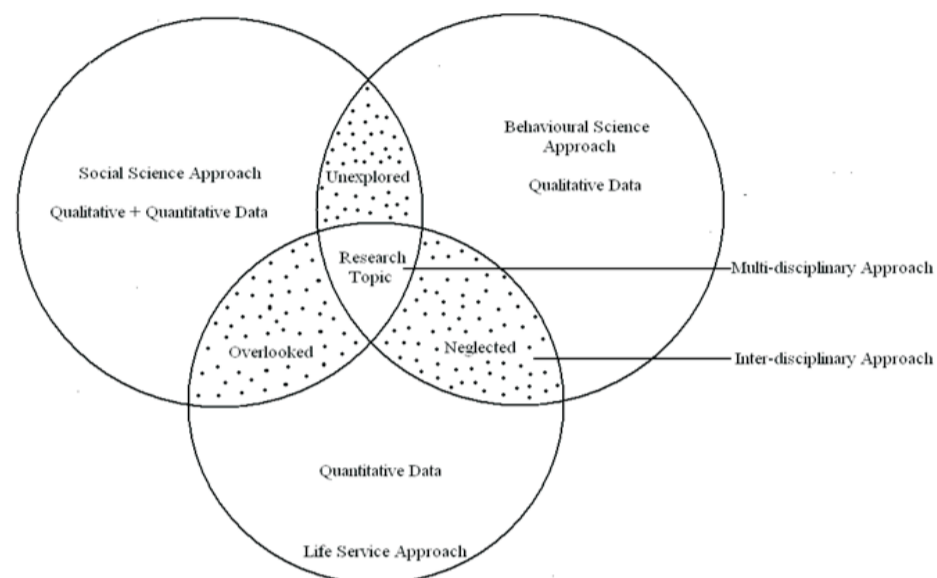 Behavioural Science
Approach
Qualitative Data
Social Science Approach
Qualitative + Quantitative Data
Unexplored
Research
Topic
Multi-disciplinary Approach
Overlooked
Neglected
Inter-disciplinary Approach
Quantitative Data
Life Service Approach